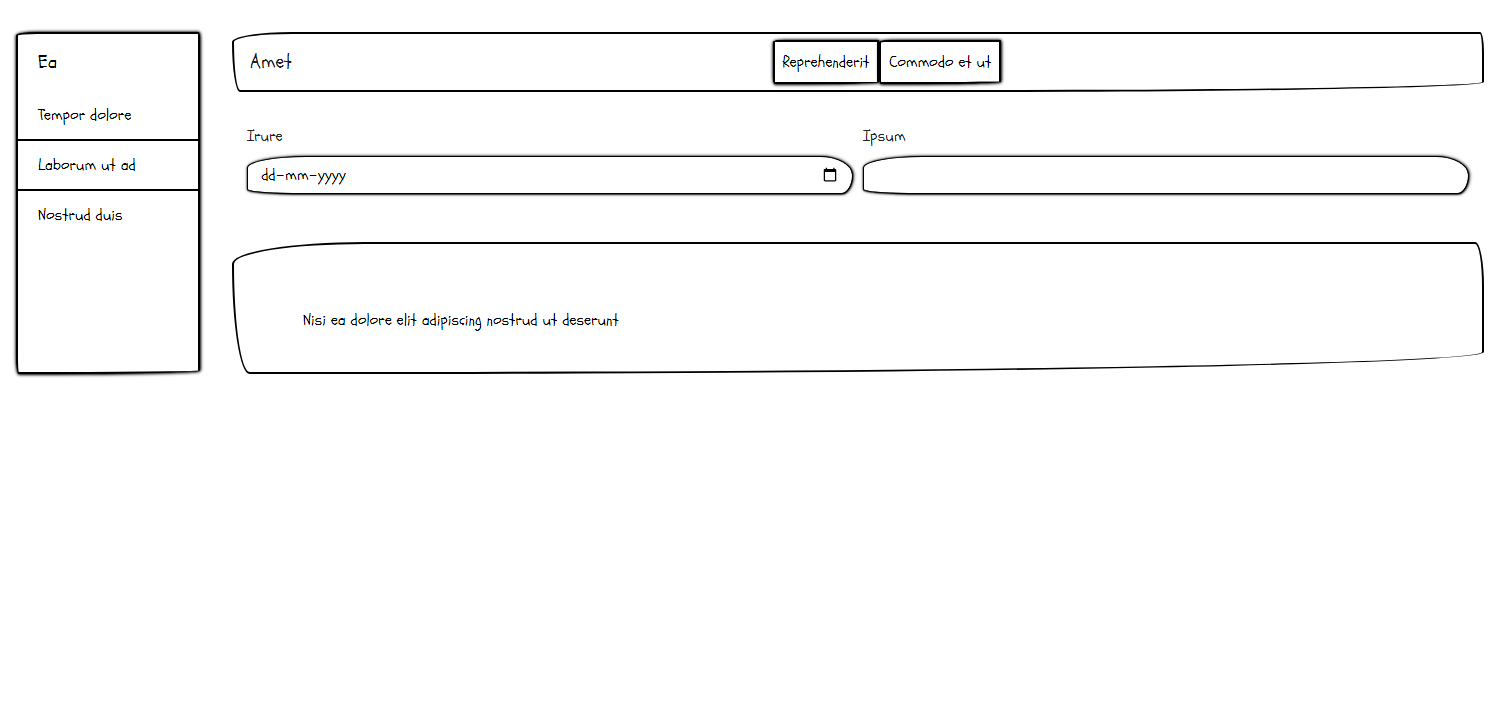 Ea
Tempor dolore
Laborum ut ad
Nostrud duis
Amet
Reprehenderit
Commodo et ut
Irure
dd-mm-yyyy
Ipsum
Nisi ea dolore elit adipiscing nostrud ut deserunt